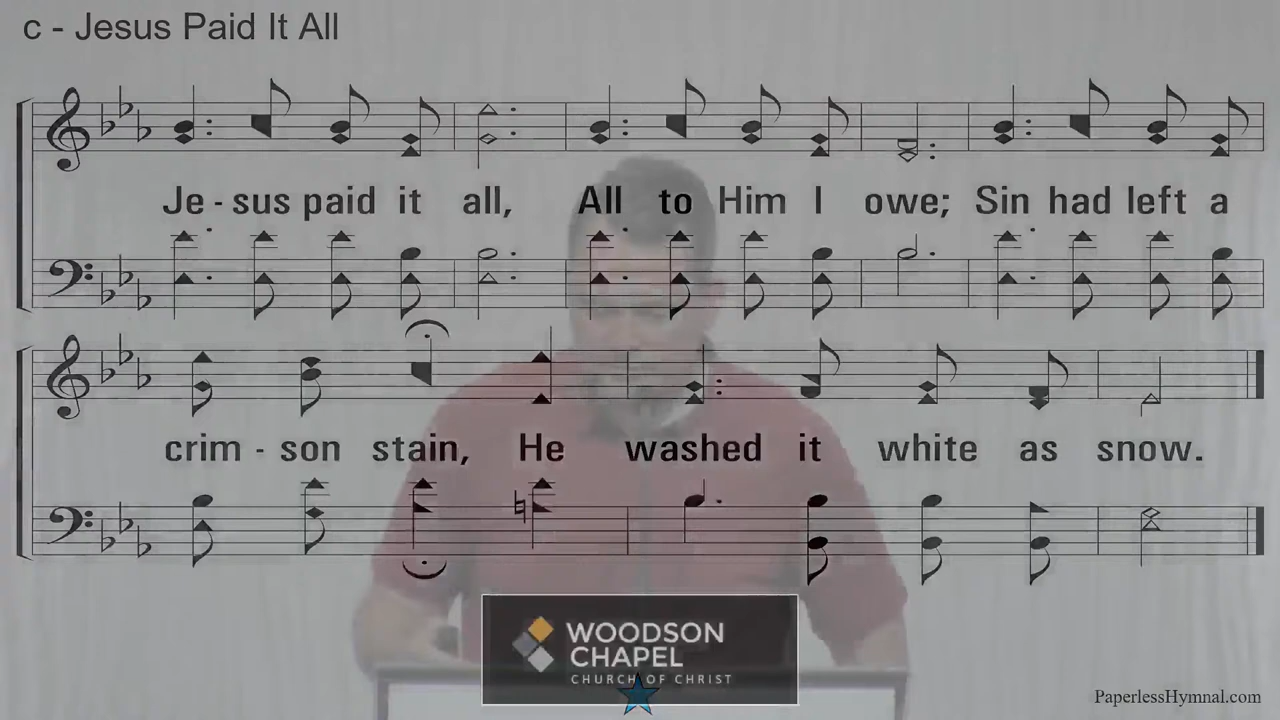 c - Jesus Paid It All
Je - sus paid it all, All to Him I owe; Sin had left a
crim - son stain, He washed it white as snow.
WOODSON
CHAPEL
CHURCH OF CHRIST
PaperlessHymnal.com